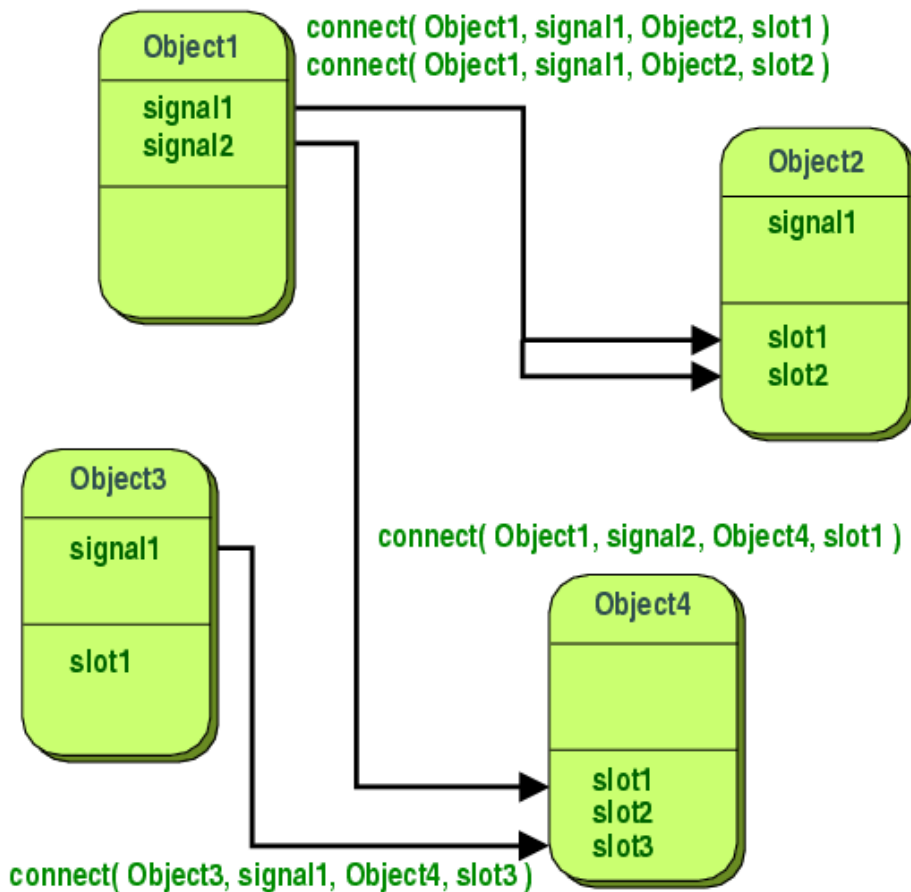 connect( Object1, signal1, Object2, slot1 )
connect( Object1, signal1, Object2, slot2 )
Object1
signal1
signal2
Object2
signal1
slot1
slot2
Object3
signal1
slot1
connect( Object1, signal2, Object4, slot1 )
Object4
slot1
slot2
slot3
connect( Object3, signal1, Object4, slot3 )